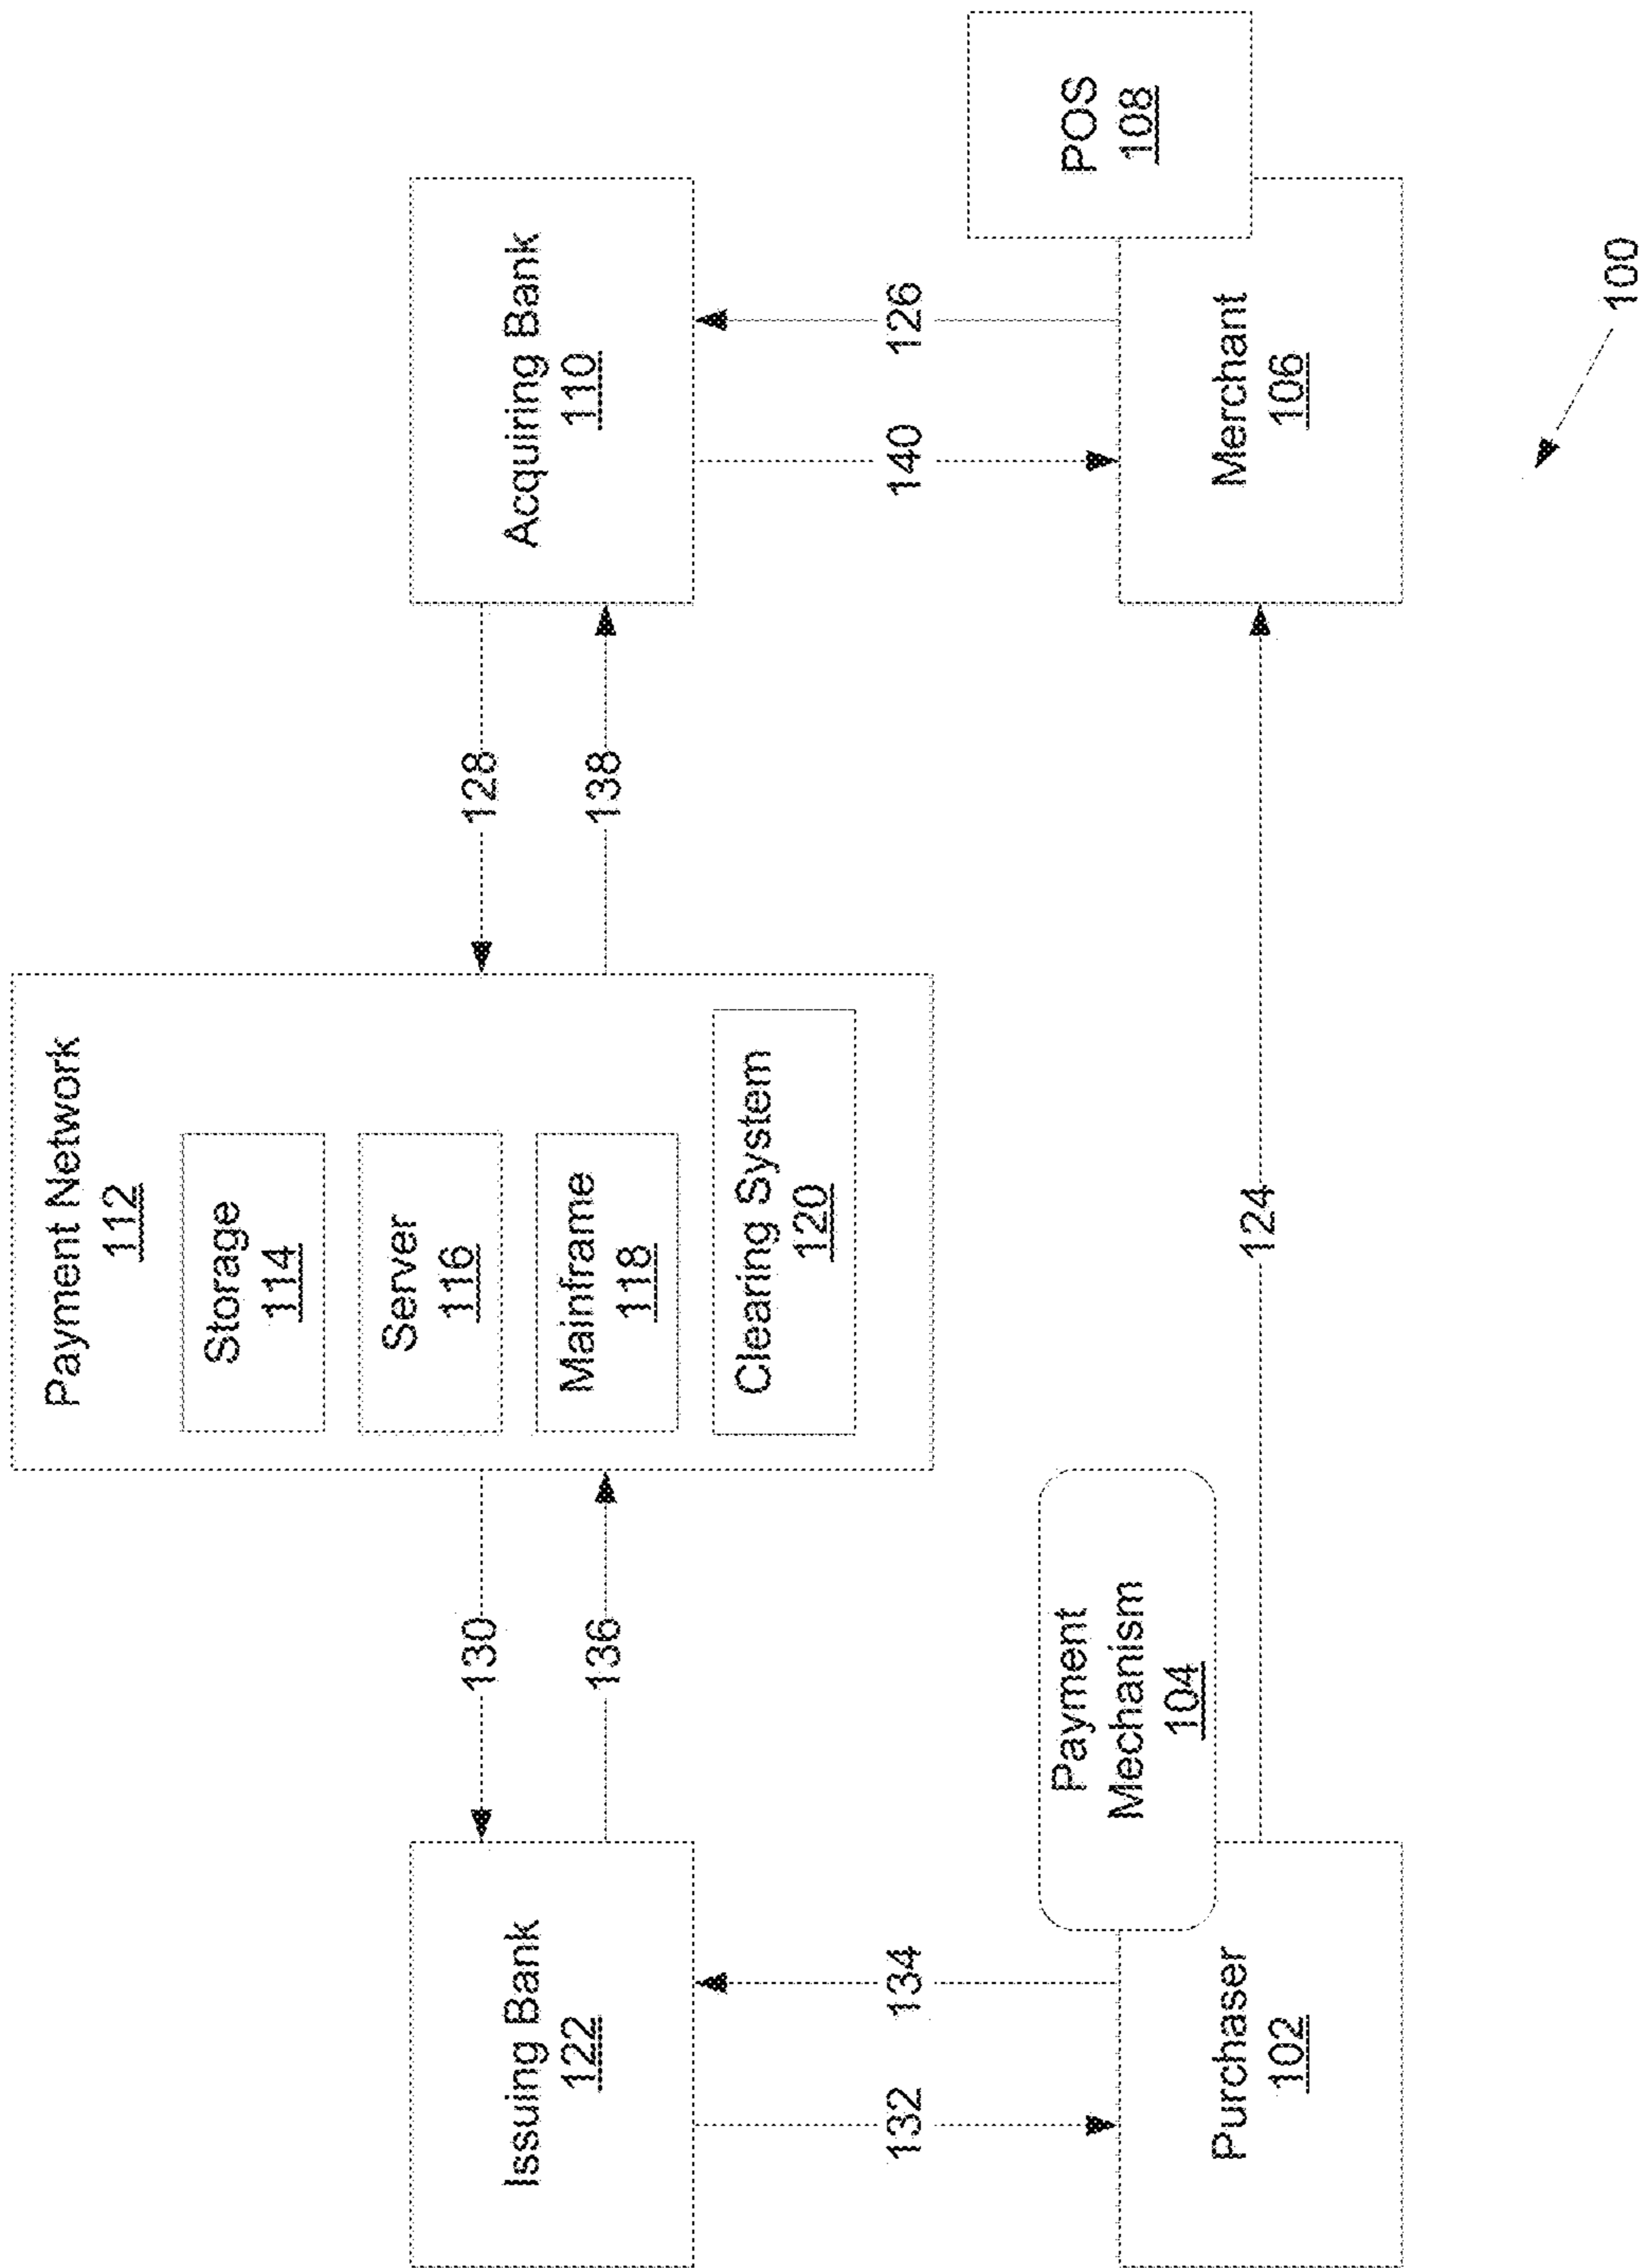 Payment Network
112
Storage
114
Server
116
Mainframe
118
Clearing System
120
Issuing Bank
122
130
136
128
138
Acquiring Bank
110
132
134
140
126
Payment
Mechanism
104
POS
108
Purchaser
102
124
Merchant
106
100